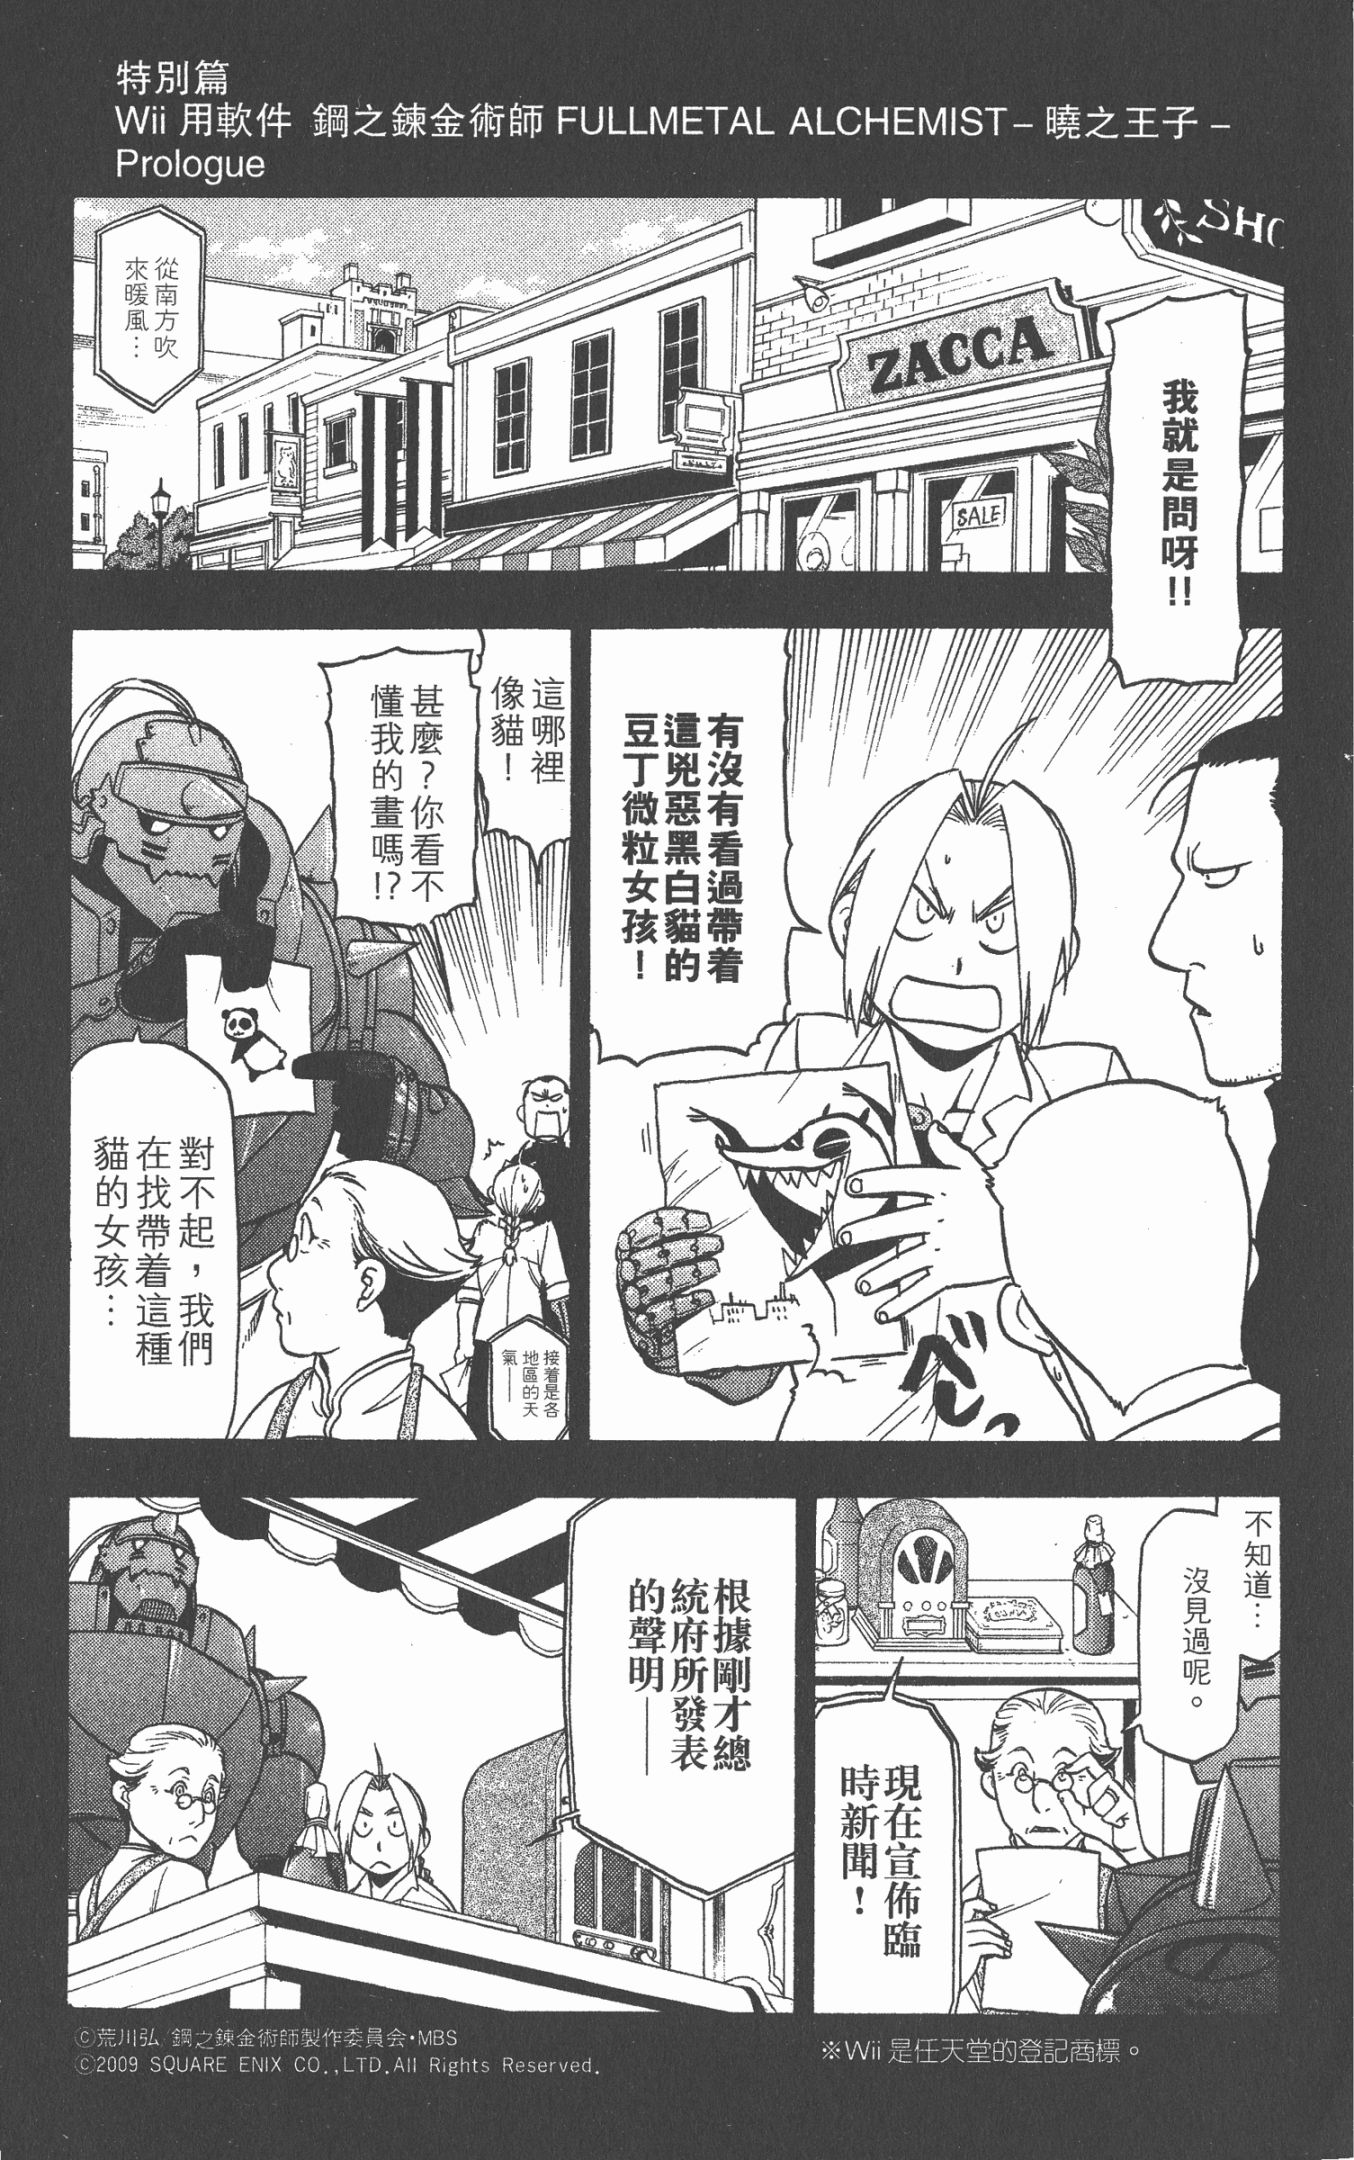 特別篇
Wii 用軟件 鋼之鍊金術師 FULLMETAL ALCHEMIST – 曉之王子 –
Prologue
SHO
ZACCA
SALE
我就是問呀!!
從南方吹
來暖風…
有沒有看過帶着
這兇惡黑白貓的
豆丁微粒女孩！
ベシッ
這哪裡
像貓！
甚麼？你看不
懂我的畫嗎!?
對不起，我們
在找帶着這種
貓的女孩…
接着是各
地區的天
氣——
不知道…
沒見過呢。
現在宣佈臨
時新聞！
根據剛才總
統府所發表
的聲明——
©荒川弘/鋼之鍊金術師製作委員會・MBS
©2009 SQUARE ENIX CO.,LTD.All Rights Reserved.
※Wii是任天堂的登記商標。